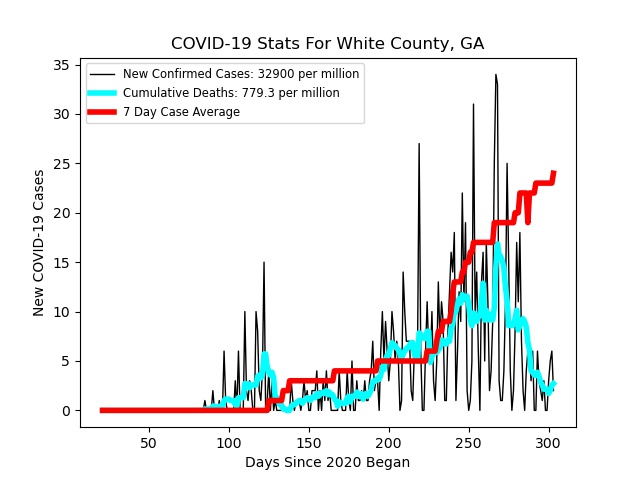 COVID-19 Stats For White County, GA
New Confirmed Cases: 32900 per million
Cumulative Deaths: 779.3 per million
7 Day Case Average
New COVID-19 Cases
35
30
25
20
15
10
5
0
50
100
150
200
250
300
Days Since 2020 Began